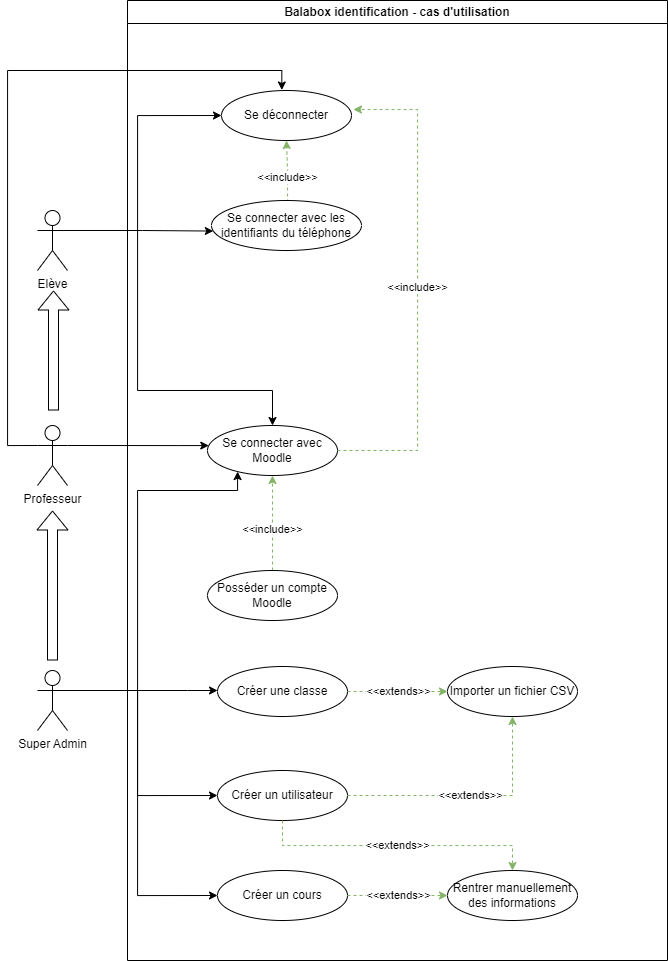 Balabox identification - cas d'utilisation
Se déconnecter
<<include>>
Se connecter avec les
identifiants du téléphone
Elève
<<include>>
Se connecter avec
Moodle
Professeur
<<include>>
Posséder un compte
Moodle
Créer une classe
<<extends>>
Importer un fichier CSV
Super Admin
Créer un utilisateur
<<extends>>
<<extends>>
Créer un cours
<<extends>>
Rentrer manuellement
des informations